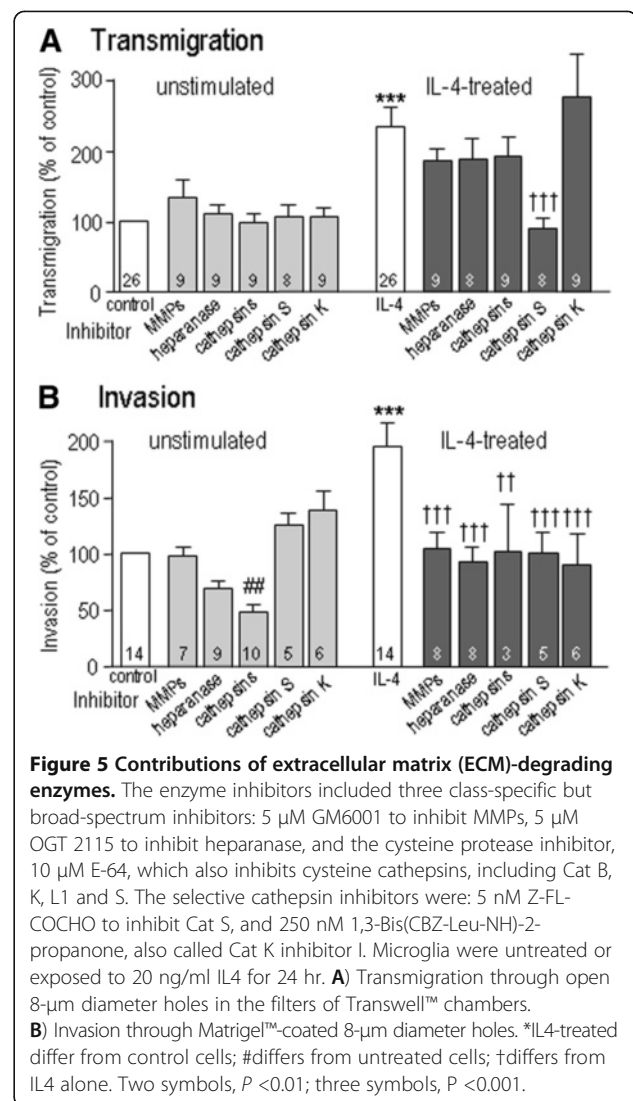 A Transmigration
unstimulated
IL-4-treated
Transmigration (% of control)
300
200
100
0
***
†††
26
9
9
9
8
9
26
9
8
9
8
9
control
MMPs
heparanase
cathepsins
cathepsin S
cathepsin K
IL-4
MMPs
heparanase
cathepsins
cathepsin S
cathepsin K
Inhibitor
B Invasion
unstimulated
IL-4-treated
Invasion (% of control)
200
150
100
50
0
##
***
†††
†††
††
†††
†††
14
7
9
10
5
6
14
8
8
3
5
6
control
MMPs
heparanase
cathepsins
cathepsin S
cathepsin K
IL-4
MMPs
heparanase
cathepsins
cathepsin S
cathepsin K
Inhibitor
Figure 5 Contributions of extracellular matrix (ECM)-degrading
enzymes. The enzyme inhibitors included three class-specific but
broad-spectrum inhibitors: 5 μM GM6001 to inhibit MMPs, 5 μM
OGT 2115 to inhibit heparanase, and the cysteine protease inhibitor,
10 μM E-64, which also inhibits cysteine cathepsins, including Cat B,
K, L1 and S. The selective cathepsin inhibitors were: 5 nM Z-FL-
COCHO to inhibit Cat S, and 250 nM 1,3-Bis(CBZ-Leu-NH)-2-
propanone, also called Cat K inhibitor I. Microglia were untreated or
exposed to 20 ng/ml IL4 for 24 hr. A) Transmigration through open
8-μm diameter holes in the filters of Transwell™ chambers.
B) Invasion through Matrigel™-coated 8-μm diameter holes. *IL4-treated
differ from control cells; #differs from untreated cells; †differs from
IL4 alone. Two symbols, P <0.01; three symbols, P <0.001.